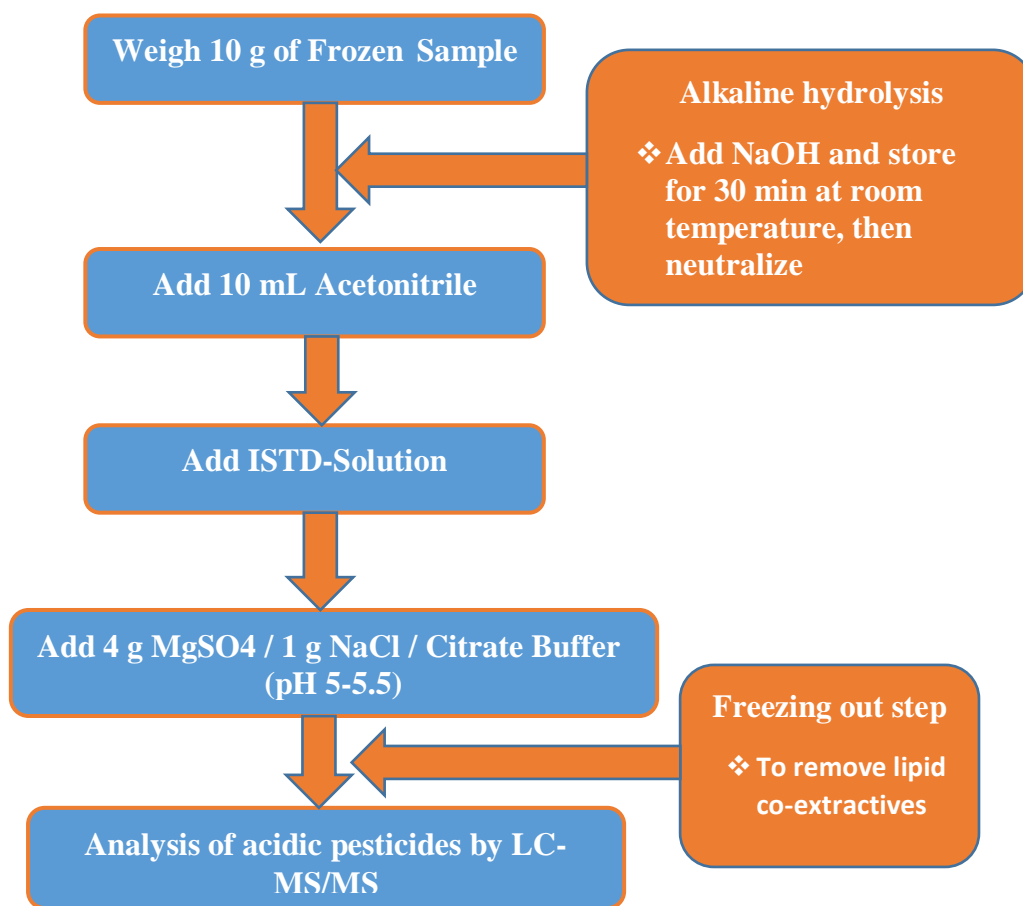 Weigh 10 g of Frozen Sample
Alkaline hydrolysis
❖ Add NaOH and store
for 30 min at room
temperature, then
neutralize
Add 10 mL Acetonitrile
Add ISTD-Solution
Add 4 g MgSO4 / 1 g NaCl / Citrate Buffer
(pH 5-5.5)
Freezing out step
❖ To remove lipid
co-extractives
Analysis of acidic pesticides by LC-
MS/MS